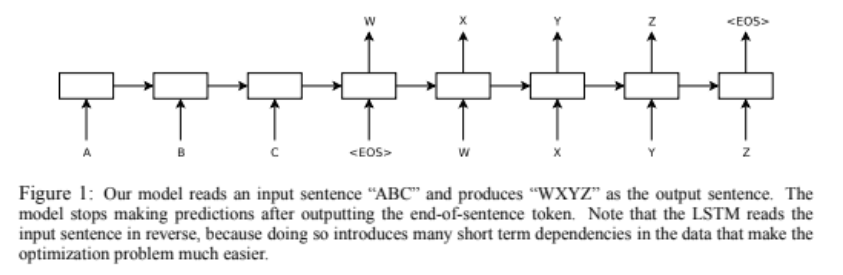 W X Y Z <EOS>
A B C <EOS> W X Y Z
Figure 1: Our model reads an input sentence “ABC” and produces “WXYZ” as the output sentence. The
model stops making predictions after outputting the end-of-sentence token. Note that the LSTM reads the
input sentence in reverse, because doing so introduces many short term dependencies in the data that make the
optimization problem much easier.